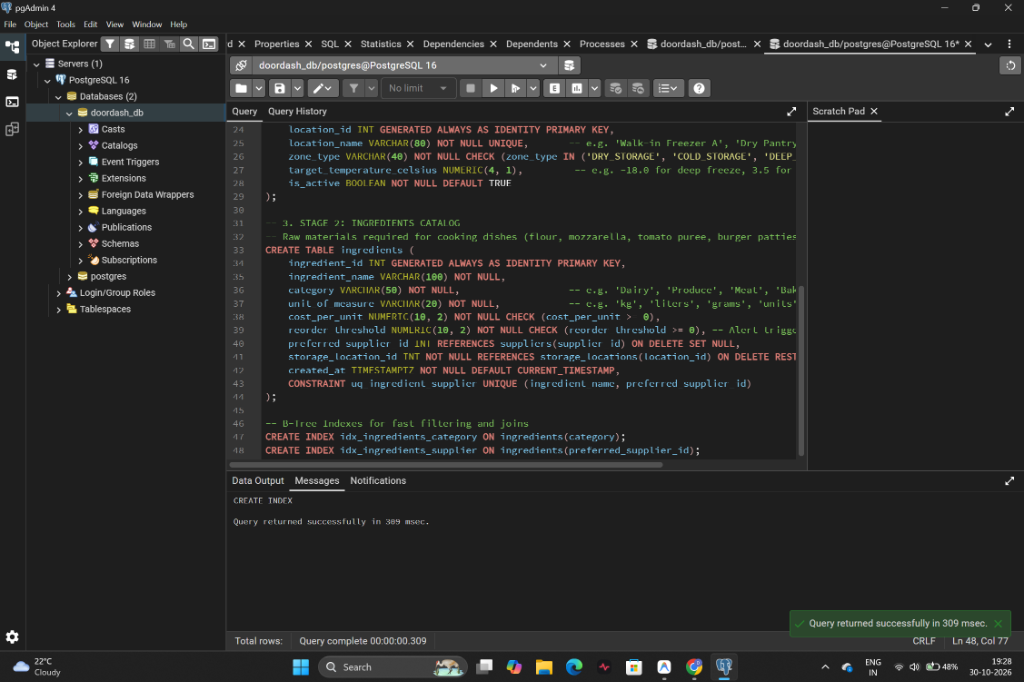 pgAdmin 4
File Object Tools Edit View Window Help
Object Explorer
d Properties SQL Statistics Dependencies Dependents Processes doordash_db/post... doordash_db/postgres@PostgreSQL 16*
Servers (1)
PostgreSQL 16
Databases (2)
doordash_db
Casts
Catalogs
Event Triggers
Extensions
Foreign Data Wrappers
Languages
Publications
Schemas
Subscriptions
postgres
Login/Group Roles
Tablespaces
doordash_db/postgres@PostgreSQL 16
No limit
Query Query History
Scratch Pad
24 location_id INT GENERATED ALWAYS AS IDENTITY PRIMARY KEY,
25 location_name VARCHAR(80) NOT NULL UNIQUE, -- e.g. 'Walk-in Freezer A', 'Dry Pantry
26 zone_type VARCHAR(40) NOT NULL CHECK (zone_type IN ('DRY_STORAGE', 'COLD_STORAGE', 'DEEP_
27 target_temperature_celsius NUMERIC(4, 1), -- e.g. -18.0 for deep freeze, 3.5 for
28 is_active BOOLEAN NOT NULL DEFAULT TRUE
29 );
30
31 -- 3. STAGE 2: INGREDIENTS CATALOG
32 -- Raw materials required for cooking dishes (flour, mozzarella, tomato puree, burger patties
33 CREATE TABLE ingredients (
34 ingredient_id INT GENERATED ALWAYS AS IDENTITY PRIMARY KEY,
35 ingredient_name VARCHAR(100) NOT NULL,
36 category VARCHAR(50) NOT NULL, -- e.g. 'Dairy', 'Produce', 'Meat', 'Bak
37 unit_of_measure VARCHAR(20) NOT NULL, -- e.g. 'kg', 'liters', 'grams', 'units'
38 cost_per_unit NUMERIC(10, 2) NOT NULL CHECK (cost_per_unit > 0),
39 reorder_threshold NUMERIC(10, 2) NOT NULL CHECK (reorder_threshold >= 0), -- Alert trigge
40 preferred_supplier_id INT REFERENCES suppliers(supplier_id) ON DELETE SET NULL,
41 storage_location_id INT NOT NULL REFERENCES storage_locations(location_id) ON DELETE REST
42 created_at TIMESTAMPTZ NOT NULL DEFAULT CURRENT_TIMESTAMP,
43 CONSTRAINT uq_ingredient_supplier UNIQUE (ingredient_name, preferred_supplier_id)
44 );
45
46 -- B-Tree Indexes for fast filtering and joins
47 CREATE INDEX idx_ingredients_category ON ingredients(category);
48 CREATE INDEX idx_ingredients_supplier ON ingredients(preferred_supplier_id);
Data Output Messages Notifications
CREATE INDEX
Query returned successfully in 309 msec.
Query returned successfully in 309 msec.
Total rows: Query complete 00:00:00.309 CRLF Ln 48, Col 77
22°C
Cloudy
Search
ENG
IN
48%
19:28
30-10-2026